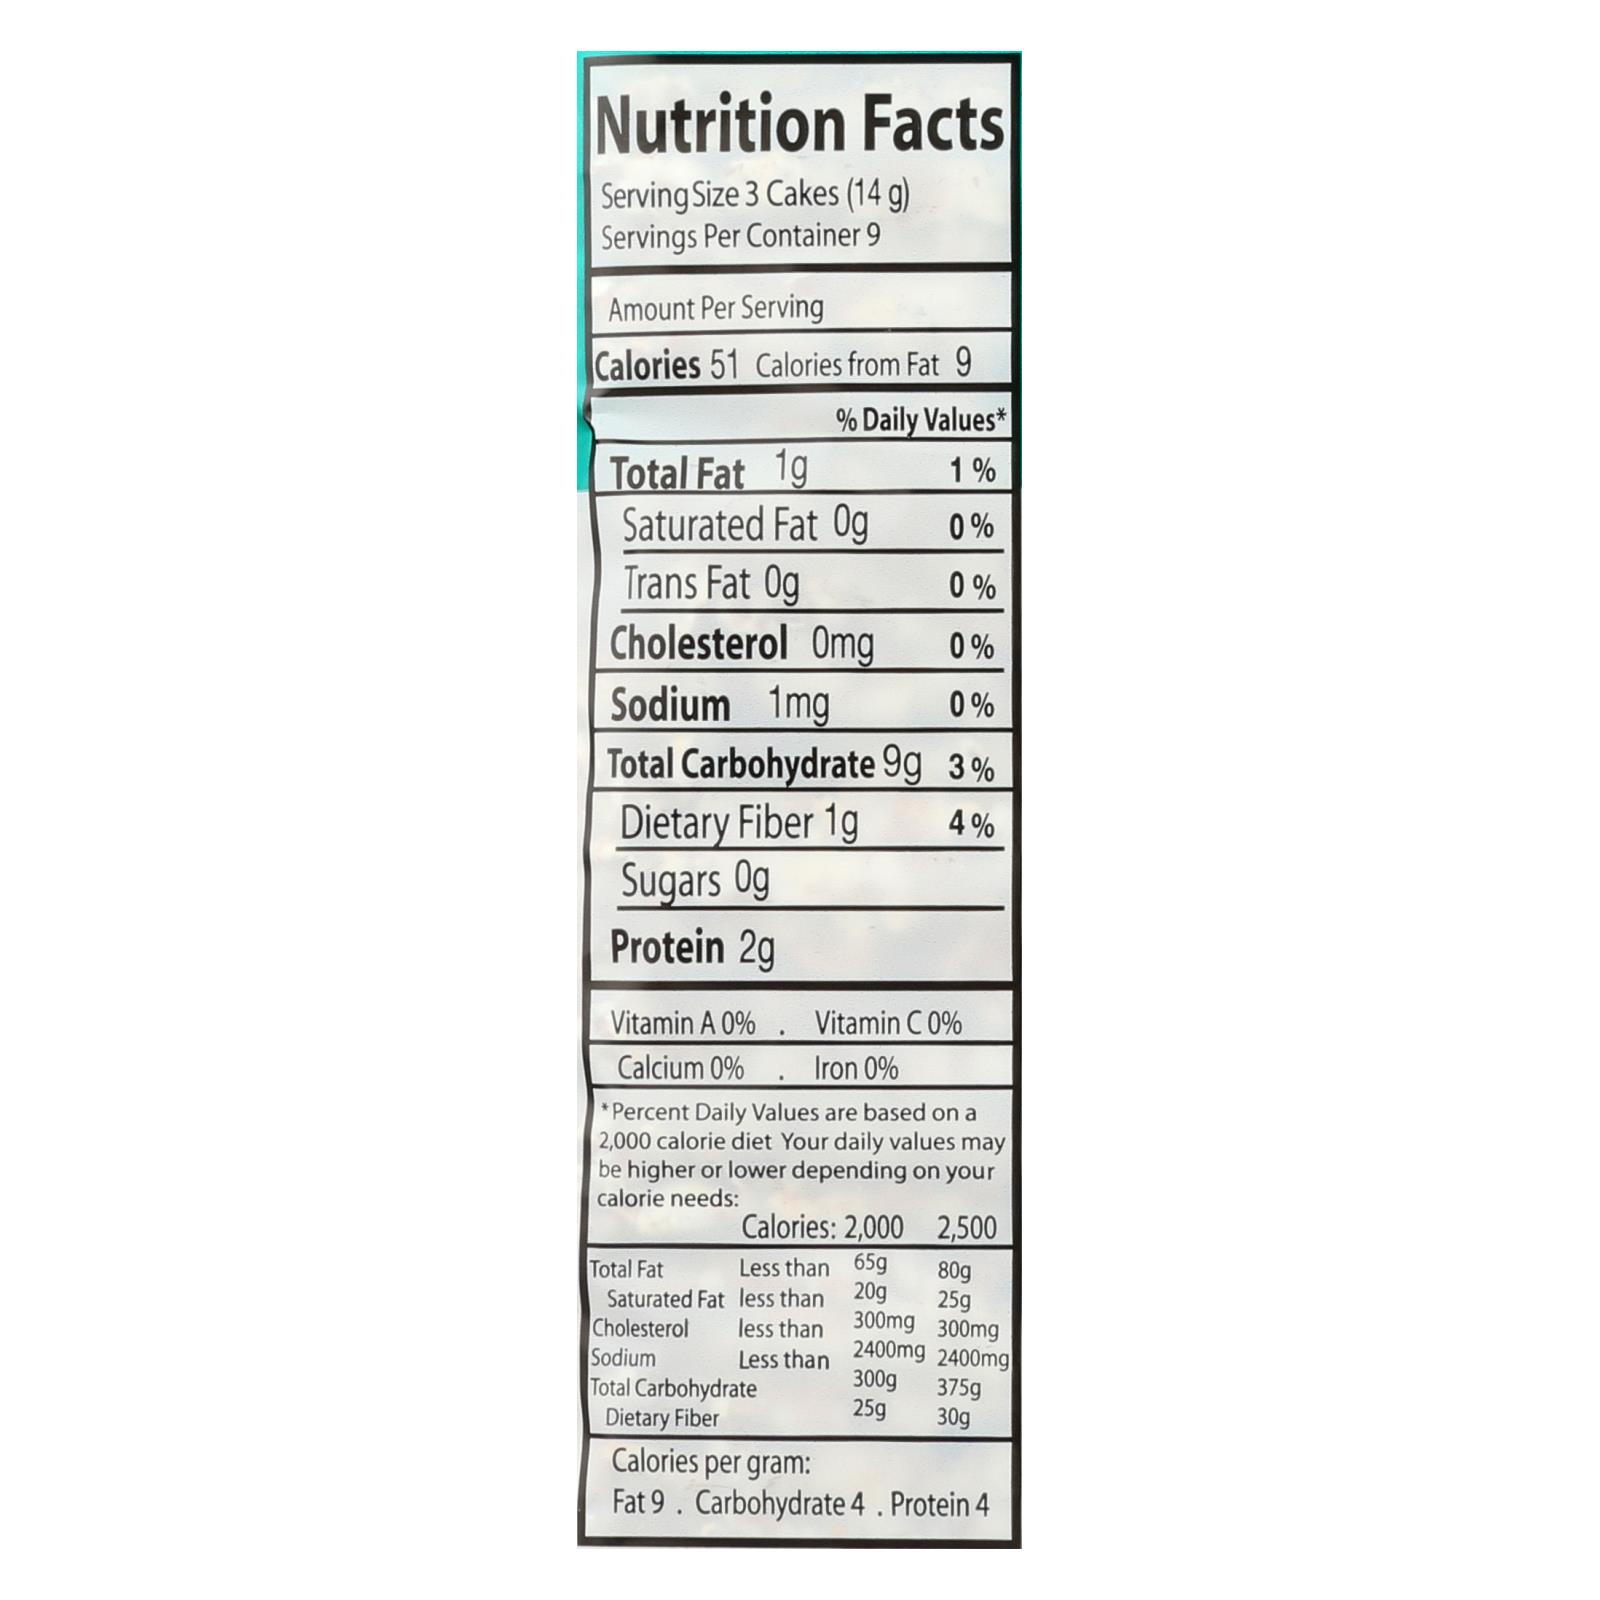 Nutrition Facts
Serving Size 3 Cakes (14 g)
Servings Per Container 9
Amount Per Serving
Calories 51 Calories from Fat 9
% Daily Values*
Total Fat 1g 1 %
Saturated Fat 0g 0 %
Trans Fat 0g 0 %
Cholesterol 0mg 0 %
Sodium 1mg 0 %
Total Carbohydrate 9g 3 %
Dietary Fiber 1g 4 %
Sugars 0g
Protein 2g
Vitamin A 0% . Vitamin C 0%
Calcium 0% . Iron 0%
*Percent Daily Values are based on a
2,000 calorie diet Your daily values may
be higher or lower depending on your
calorie needs:
Calories: 2,000 2,500
Total Fat Less than 65g 80g
Saturated Fat less than 20g 25g
Cholesterol less than 300mg 300mg
Sodium Less than 2400mg 2400mg
Total Carbohydrate 300g 375g
Dietary Fiber 25g 30g
Calories per gram:
Fat 9 . Carbohydrate 4 . Protein 4